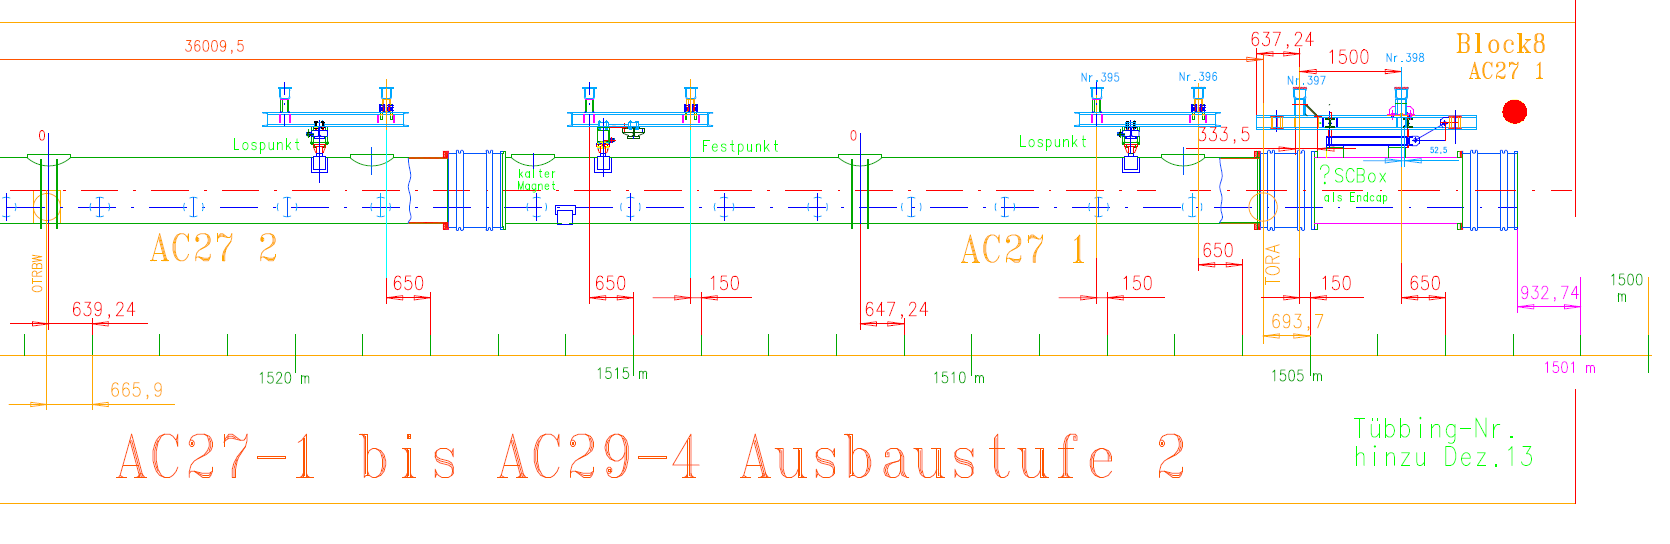 36009,5
637,24
Block8
AC27 1
1500
Nr.398
Nr.395
Nr.396
Nr.397
0
Lospunkt
Festpunkt
0
Lospunkt
333,5
52,5
kalter
Magnet
?SCBox
als Endcap
AC27 2
AC27 1
OTRBW
TORA
650
650
650
150
150
150
650
1500
m
932,74
639,24
647,24
693,7
1520 m
1515 m
1510 m
1505 m
1501 m
665,9
AC27-1 bis AC29-4 Ausbaustufe 2
Tübbing-Nr.
hinzu Dez.13